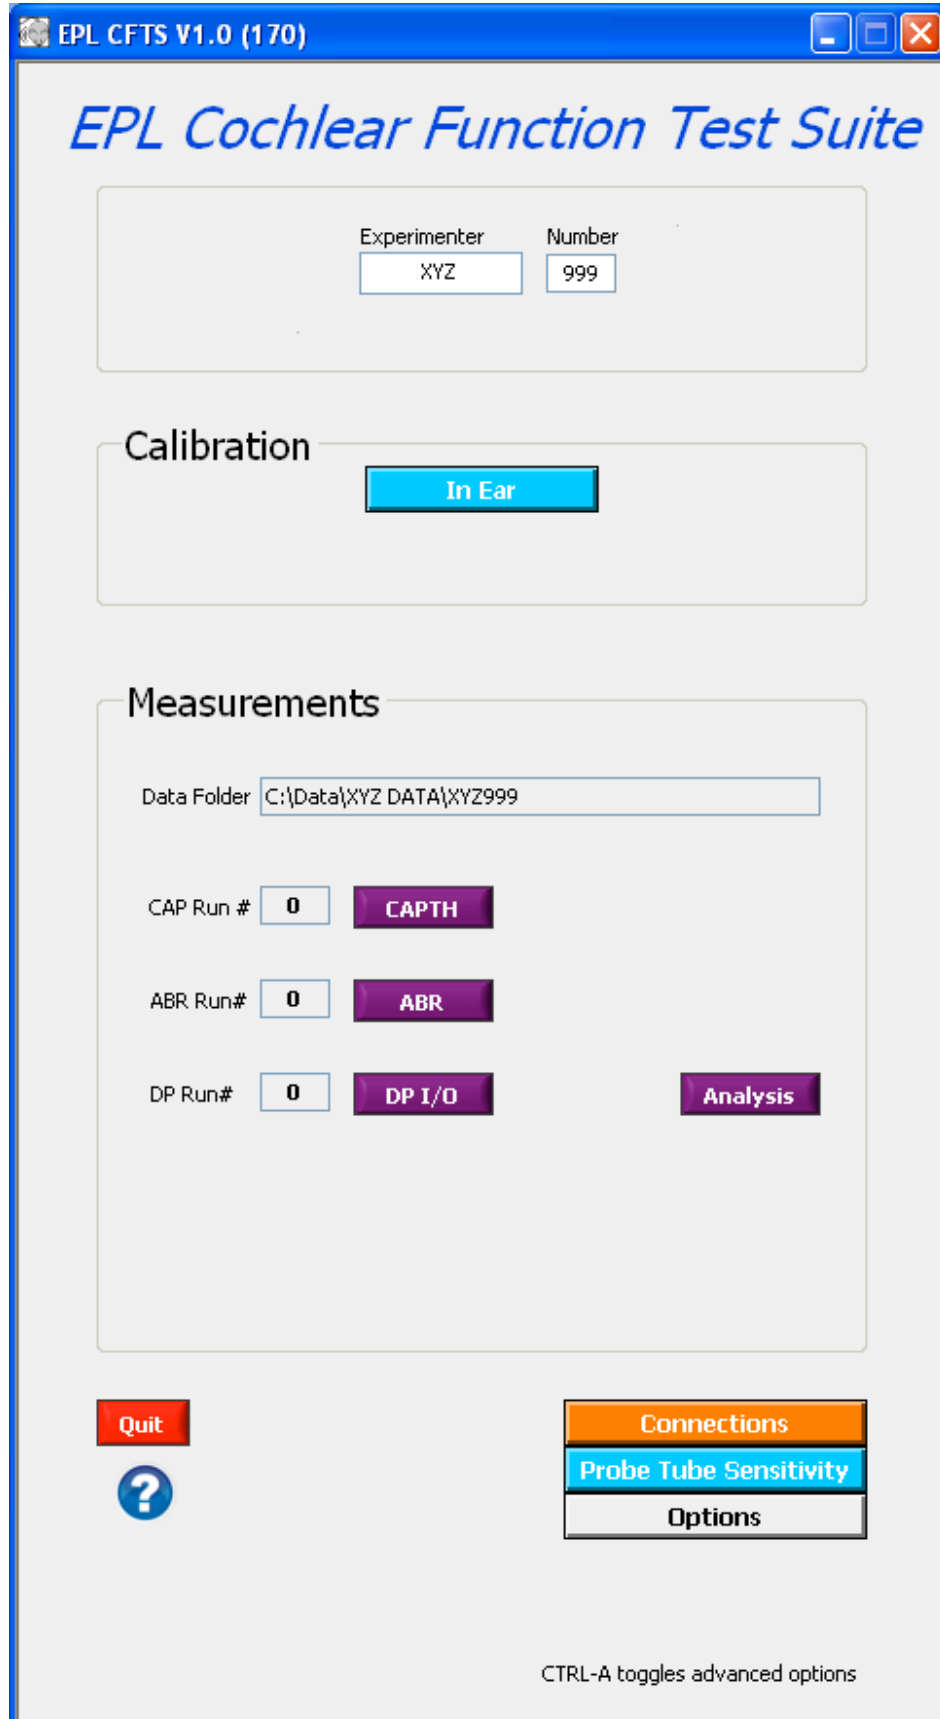 EPL CFTS V1.0 (170)
EPL Cochlear Function Test Suite
Experimenter Number
XYZ 999
Calibration
In Ear
Measurements
Data Folder C:\Data\XYZ DATA\XYZ999
CAP Run # 0 CAPTH
ABR Run# 0 ABR
DP Run# 0 DP I/O Analysis
Quit Connections
? Probe Tube Sensitivity
Options
CTRL-A toggles advanced options